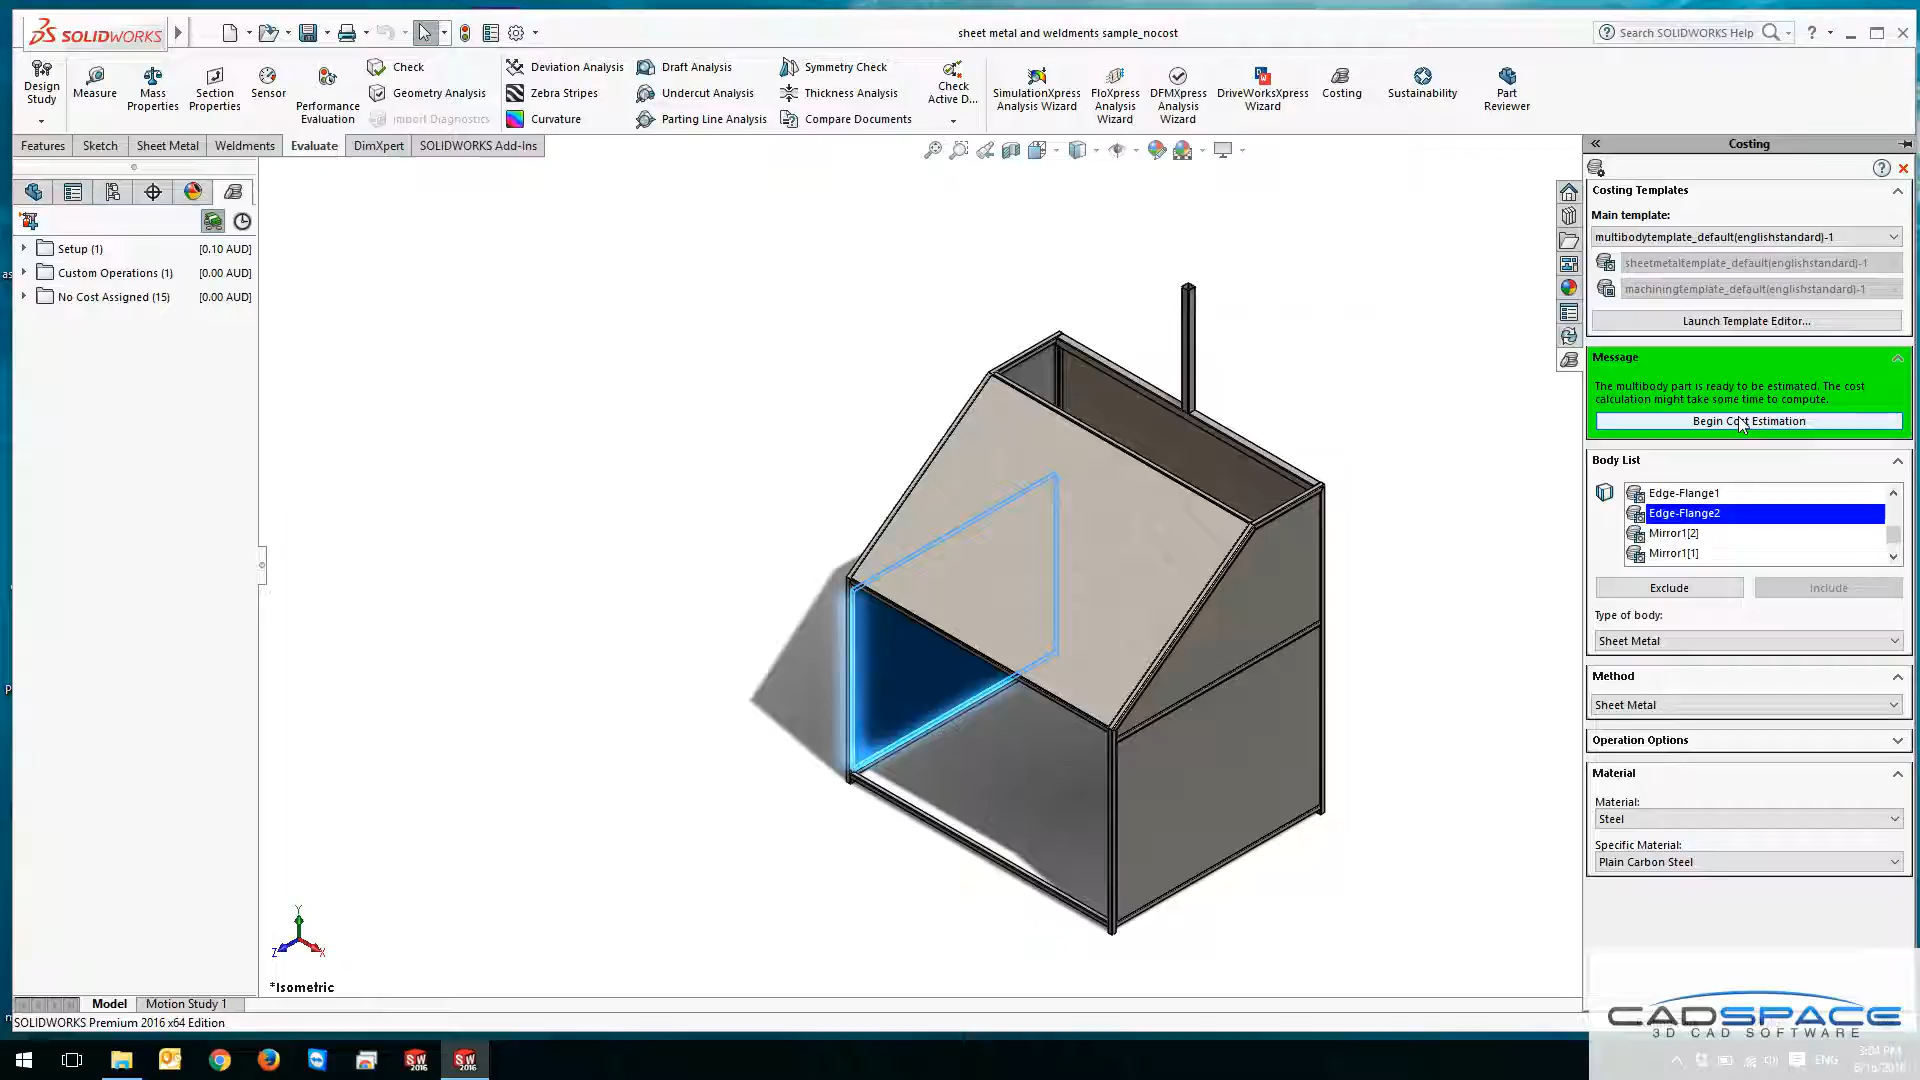 SOLIDWORKS
sheet metal and weldments sample_nocost
Search SOLIDWORKS Help
Design Study
Measure
Mass Properties
Section Properties
Sensor
Performance Evaluation
Check
Geometry Analysis
Import Diagnostics
Deviation Analysis
Zebra Stripes
Curvature
Draft Analysis
Undercut Analysis
Parting Line Analysis
Symmetry Check
Thickness Analysis
Compare Documents
Check Active D...
SimulationXpress Analysis Wizard
FloXpress Analysis Wizard
DFMXpress Analysis Wizard
DriveWorksXpress Wizard
Costing
Sustainability
Part Reviewer
Features
Sketch
Sheet Metal
Weldments
Evaluate
DimXpert
SOLIDWORKS Add-Ins
Setup (1) [0.10 AUD]
Custom Operations (1) [0.00 AUD]
No Cost Assigned (15) [0.00 AUD]
Costing
Costing Templates
Main template:
multibodytemplate_default(englishstandard)-1
sheetmetaltemplate_default(englishstandard)-1
machiningtemplate_default(englishstandard)-1
Launch Template Editor...
Message
The multibody part is ready to be estimated. The cost
calculation might take some time to compute.
Begin Cost Estimation
Body List
Edge-Flange1
Edge-Flange2
Mirror1[2]
Mirror1[1]
Exclude
Include
Type of body:
Sheet Metal
Method
Sheet Metal
Operation Options
Material
Material:
Steel
Specific Material:
Plain Carbon Steel
Y
Z
X
*Isometric
Model
Motion Study 1
SOLIDWORKS Premium 2016 x64 Edition
CADSPACE
3D CAD SOFTWARE
SW 2016
SW 2016
ENG
3:04 PM